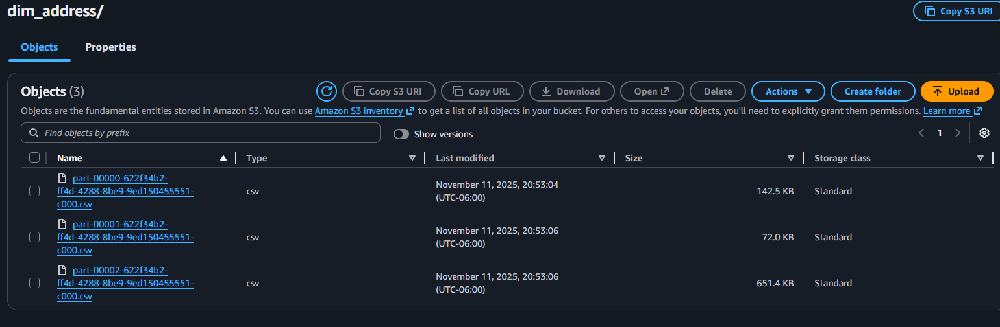 dim_address/
Copy S3 URI
Objects
Properties
Objects (3)
Copy S3 URI
Copy URL
Download
Open
Delete
Actions
Create folder
Upload
Objects are the fundamental entities stored in Amazon S3. You can use Amazon S3 inventory to get a list of all objects in your bucket. For others to access your objects, you'll need to explicitly grant them permissions. Learn more
Find objects by prefix
Show versions
1
Name
Type
Last modified
Size
Storage class
part-00000-622f34b2-
ff4d-4288-8be9-9ed150455551-
c000.csv
csv
November 11, 2025, 20:53:04
(UTC-06:00)
142.5 KB
Standard
part-00001-622f34b2-
ff4d-4288-8be9-9ed150455551-
c000.csv
csv
November 11, 2025, 20:53:06
(UTC-06:00)
72.0 KB
Standard
part-00002-622f34b2-
ff4d-4288-8be9-9ed150455551-
c000.csv
csv
November 11, 2025, 20:53:06
(UTC-06:00)
651.4 KB
Standard